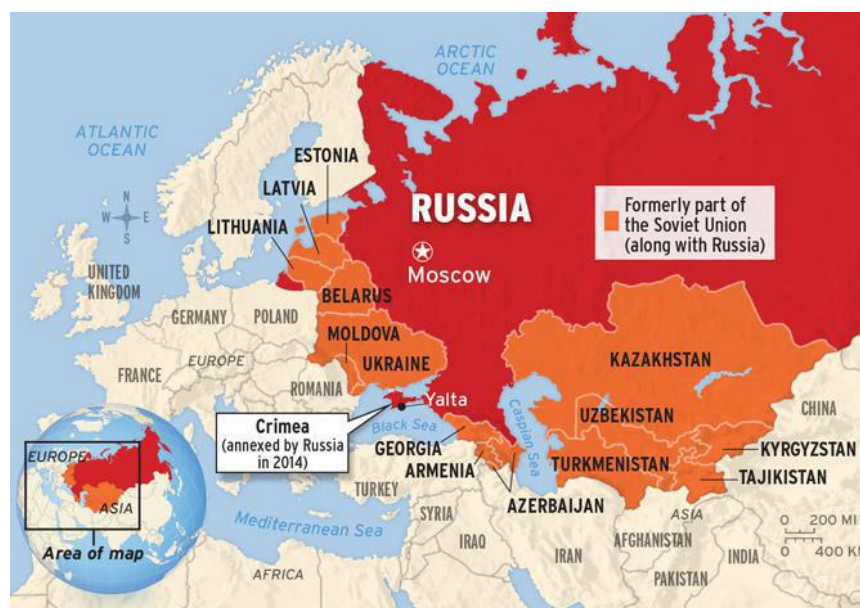 ARCTIC
OCEAN
ATLANTIC
OCEAN
ESTONIA
LATVIA
LITHUANIA
RUSSIA
Moscow
Formerly part of
the Soviet Union
(along with Russia)
N
W E
S
UNITED
KINGDOM
BELARUS
GERMANY
POLAND
MOLDOVA
UKRAINE
KAZAKHSTAN
EUROPE
FRANCE
ROMANIA
Yalta
Crimea
(annexed by Russia
in 2014)
Black Sea
Caspian Sea
UZBEKISTAN
CHINA
GEORGIA
ARMENIA
TURKMENISTAN
KYRGYZSTAN
TAJIKISTAN
AZERBAIJAN
TURKEY
EUROPE
ASIA
Area of map
Mediterranean Sea
SYRIA
IRAQ
IRAN
AFGHANISTAN
ASIA
0 200 MI
0 400 K
INDIA
PAKISTAN
AFRICA